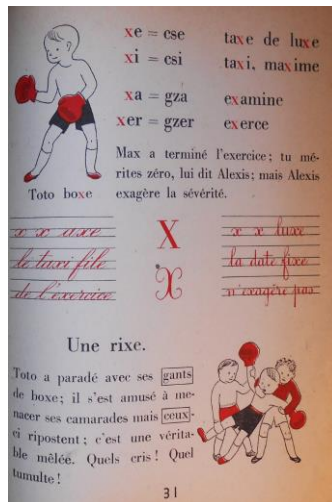 xe = cse
taxe de luxe
xi = csi
taxi, maxime
xa = gza
examine
xer = gzer
exerce
Toto boxe
Max a terminé l'exercice; tu mé-
rites zéro, lui dit Alexis; mais Alexis
exagère la sévérité.
x x axe
le taxi file
de l'exercice
X
X
x x luxe
la date fixe
n'exagère pas
Une rixe.
Toto a paradé avec ses gants
de boxe; il s'est amusé à me-
nacer ses camarades mais ceux-
ci ripostent; c'est une vérita-
ble mêlée. Quels cris! Quel
tumulte!
31